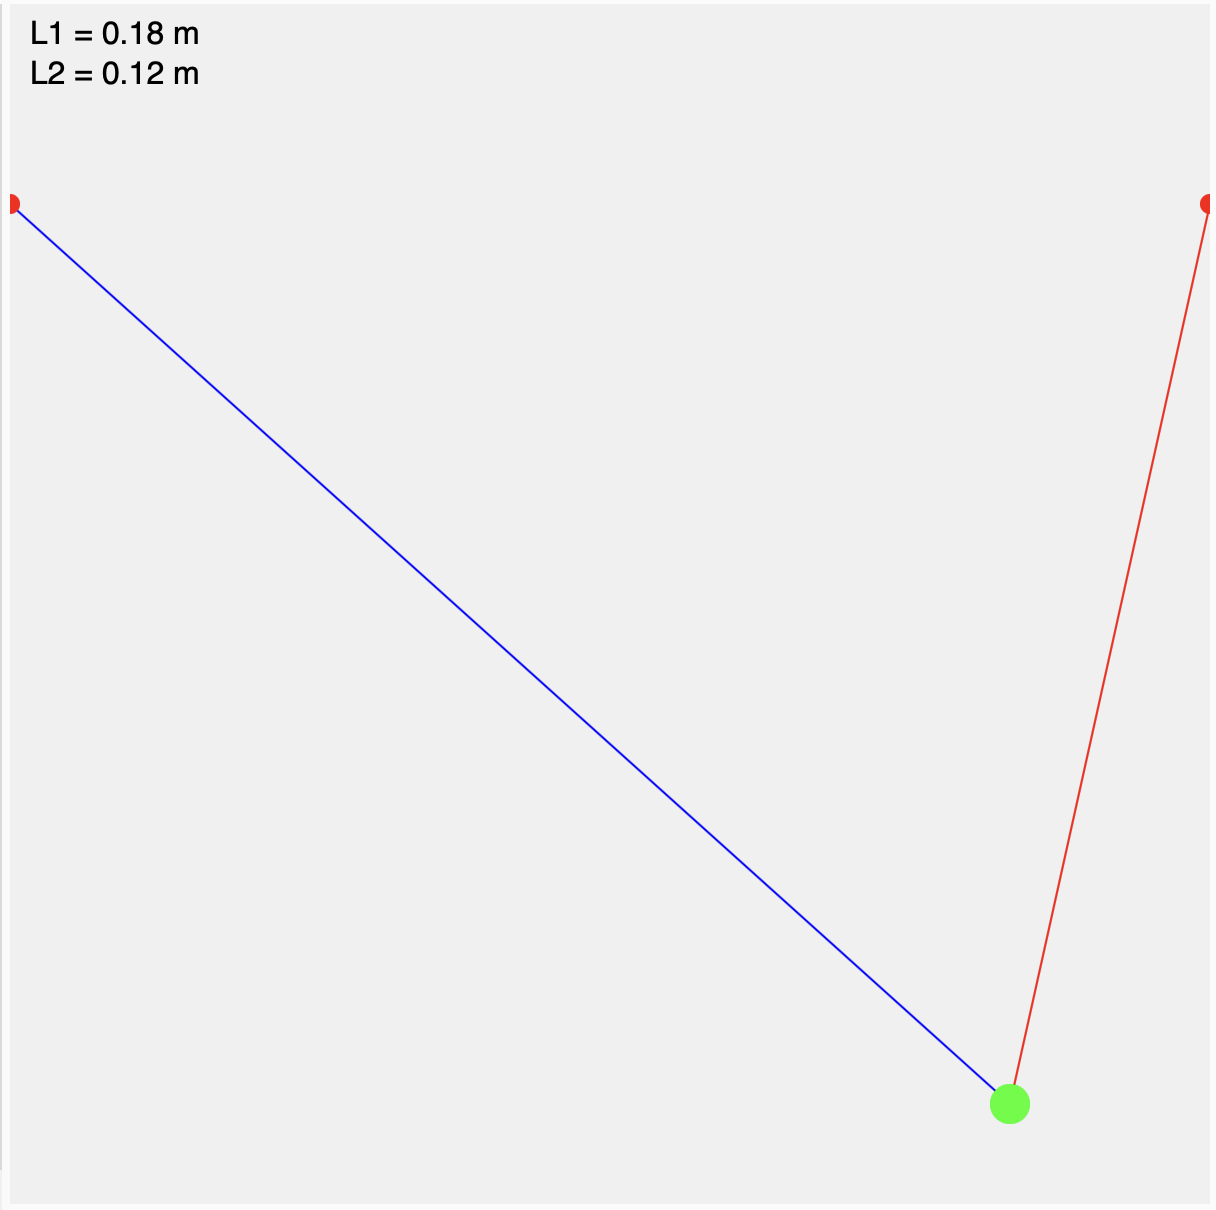 L1 = 0.18 m
L2 = 0.12 m